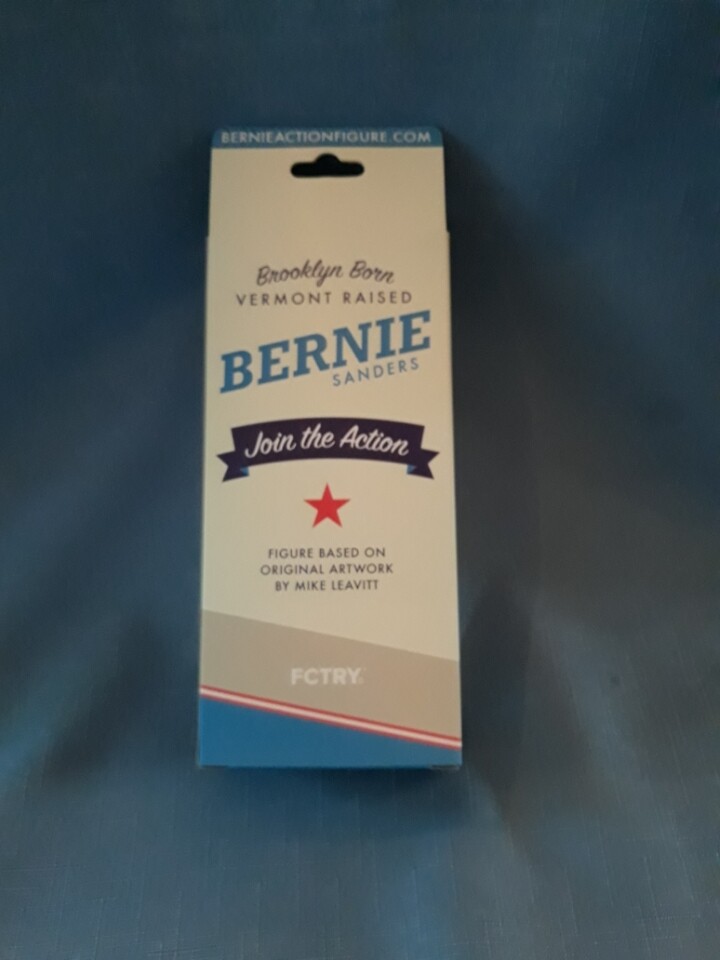 BERNIEACTIONFIGURE.COM
Brooklyn Born
VERMONT RAISED
BERNIE
SANDERS
Join the Action
FIGURE BASED ON
ORIGINAL ARTWORK
BY MIKE LEAVITT
FCTRY